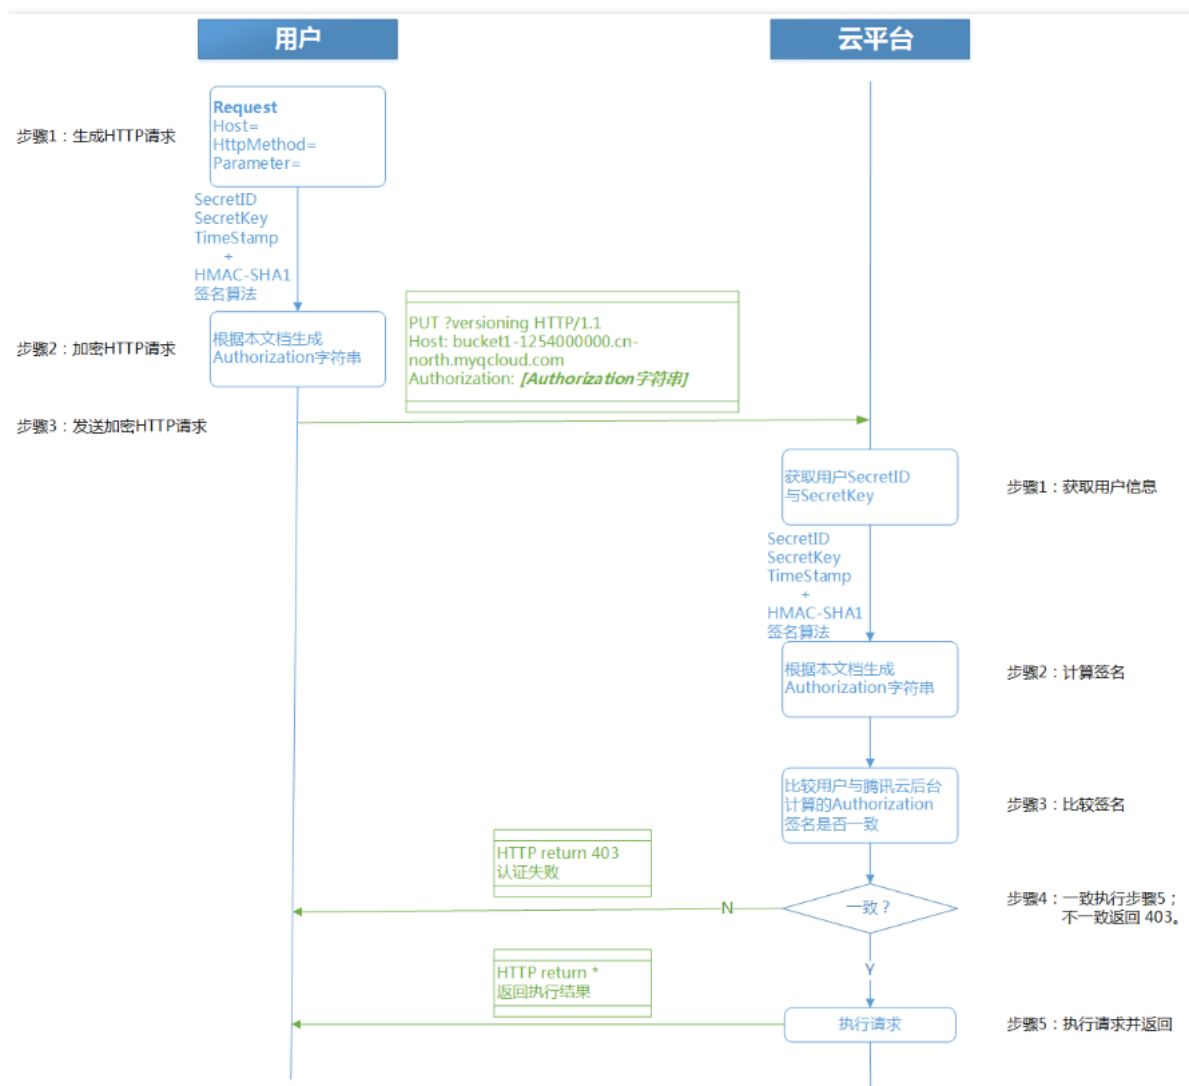 用户
云平台
Request
Host=
HttpMethod=
Parameter=
步骤1：生成HTTP请求
SecretID
SecretKey
TimeStamp
+
HMAC-SHA1
签名算法
根据本文档生成
Authorization字符串
步骤2：加密HTTP请求
PUT ?versioning HTTP/1.1
Host: bucket1-1254000000.cn-
north.myqcloud.com
Authorization: [Authorization字符串]
步骤3：发送加密HTTP请求
获取用户SecretID
与SecretKey
步骤1：获取用户信息
SecretID
SecretKey
TimeStamp
+
HMAC-SHA1
签名算法
根据本文档生成
Authorization字符串
步骤2：计算签名
比较用户与腾讯云后台
计算的Authorization
签名是否一致
步骤3：比较签名
HTTP return 403
认证失败
N
一致？
步骤4：一致执行步骤5；
不一致返回 403。
Y
HTTP return *
返回执行结果
执行请求
步骤5：执行请求并返回